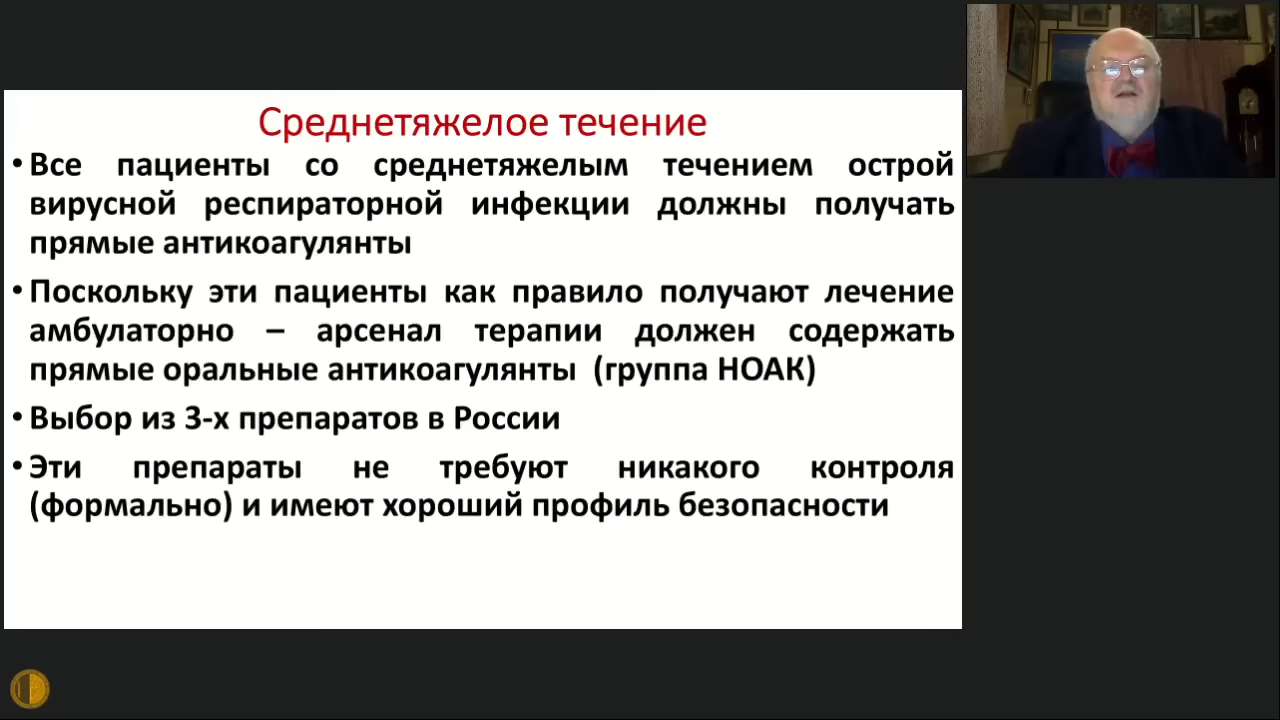 Среднетяжелое течение
• Все пациенты со среднетяжелым течением острой
вирусной респираторной инфекции должны получать
прямые антикоагулянты
• Поскольку эти пациенты как правило получают лечение
амбулаторно – арсенал терапии должен содержать
прямые оральные антикоагулянты (группа НОАК)
• Выбор из 3-х препаратов в России
• Эти препараты не требуют никакого контроля
(формально) и имеют хороший профиль безопасности